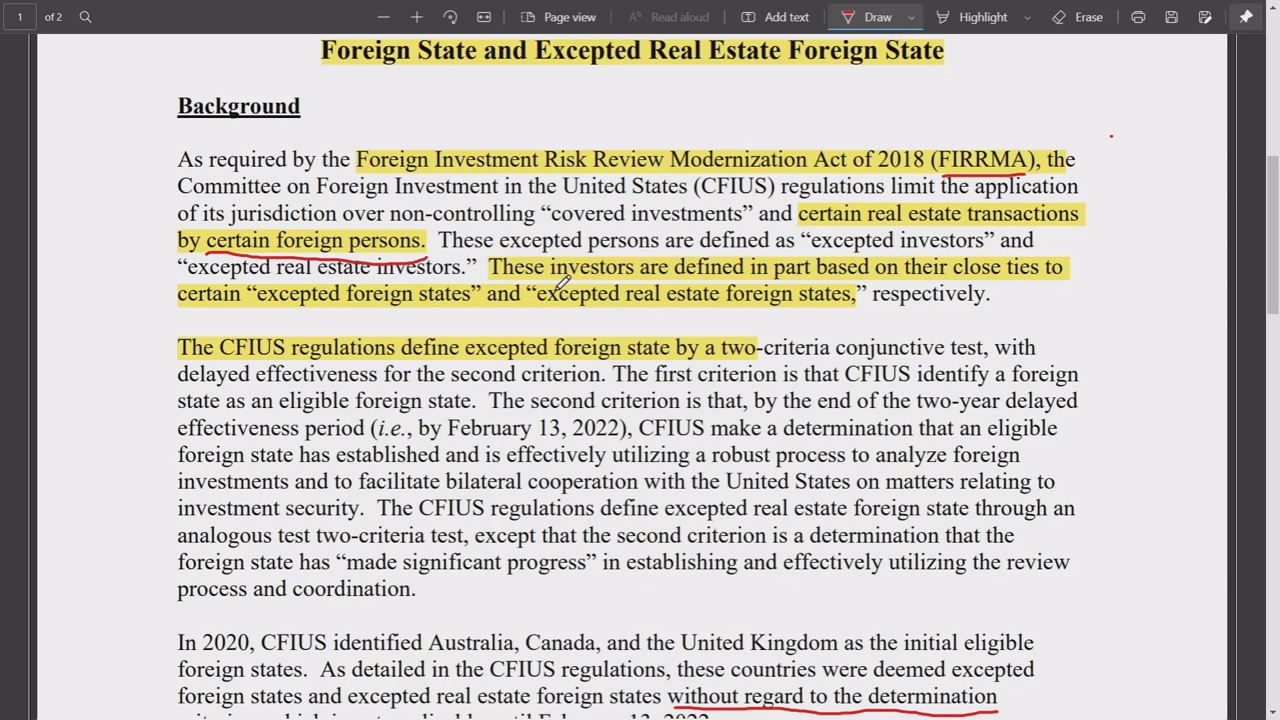 1 of 2 Page view Read aloud Add text Draw Highlight Erase
Foreign State and Excepted Real Estate Foreign State
Background
As required by the Foreign Investment Risk Review Modernization Act of 2018 (FIRRMA), the
Committee on Foreign Investment in the United States (CFIUS) regulations limit the application
of its jurisdiction over non-controlling “covered investments” and certain real estate transactions
by certain foreign persons. These excepted persons are defined as “excepted investors” and
“excepted real estate investors.” These investors are defined in part based on their close ties to
certain “excepted foreign states” and “excepted real estate foreign states,” respectively.
The CFIUS regulations define excepted foreign state by a two-criteria conjunctive test, with
delayed effectiveness for the second criterion. The first criterion is that CFIUS identify a foreign
state as an eligible foreign state. The second criterion is that, by the end of the two-year delayed
effectiveness period (i.e., by February 13, 2022), CFIUS make a determination that an eligible
foreign state has established and is effectively utilizing a robust process to analyze foreign
investments and to facilitate bilateral cooperation with the United States on matters relating to
investment security. The CFIUS regulations define excepted real estate foreign state through an
analogous test two-criteria test, except that the second criterion is a determination that the
foreign state has “made significant progress” in establishing and effectively utilizing the review
process and coordination.
In 2020, CFIUS identified Australia, Canada, and the United Kingdom as the initial eligible
foreign states. As detailed in the CFIUS regulations, these countries were deemed excepted
foreign states and excepted real estate foreign states without regard to the determination
until February 13, 2022